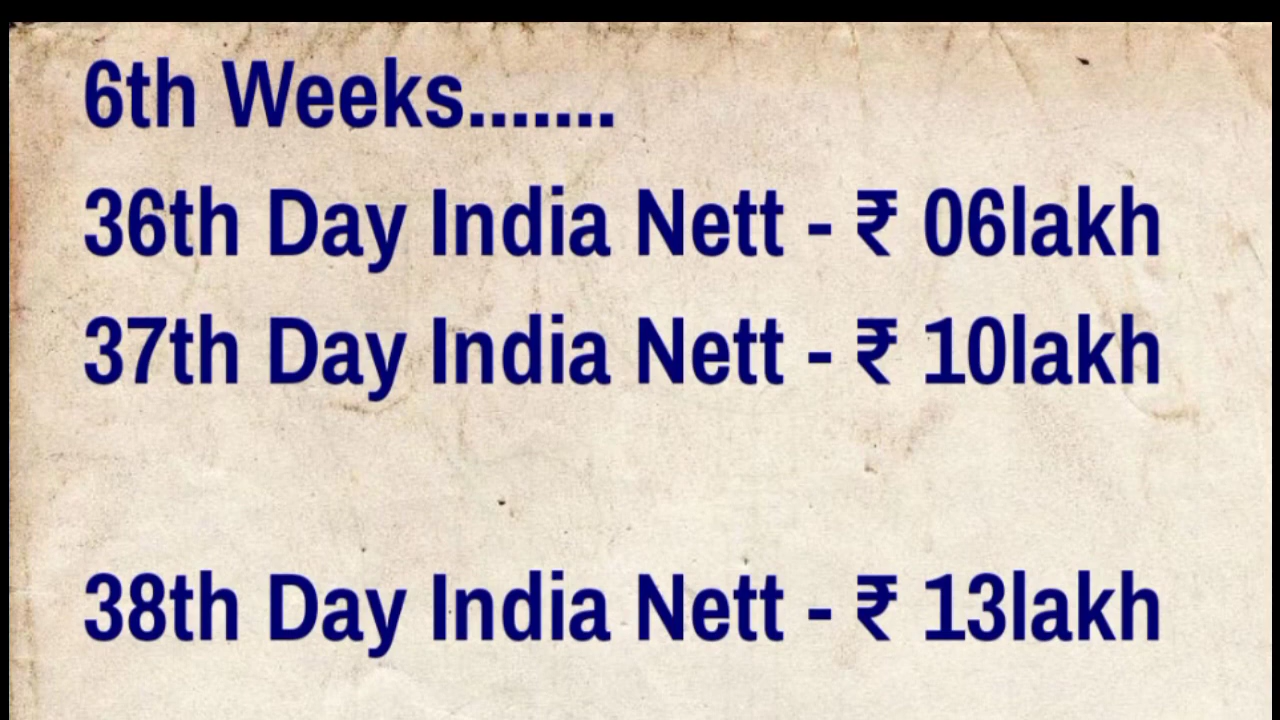 6th Weeks.......
36th Day India Nett - ₹ 06lakh
37th Day India Nett - ₹ 10lakh
38th Day India Nett - ₹ 13lakh